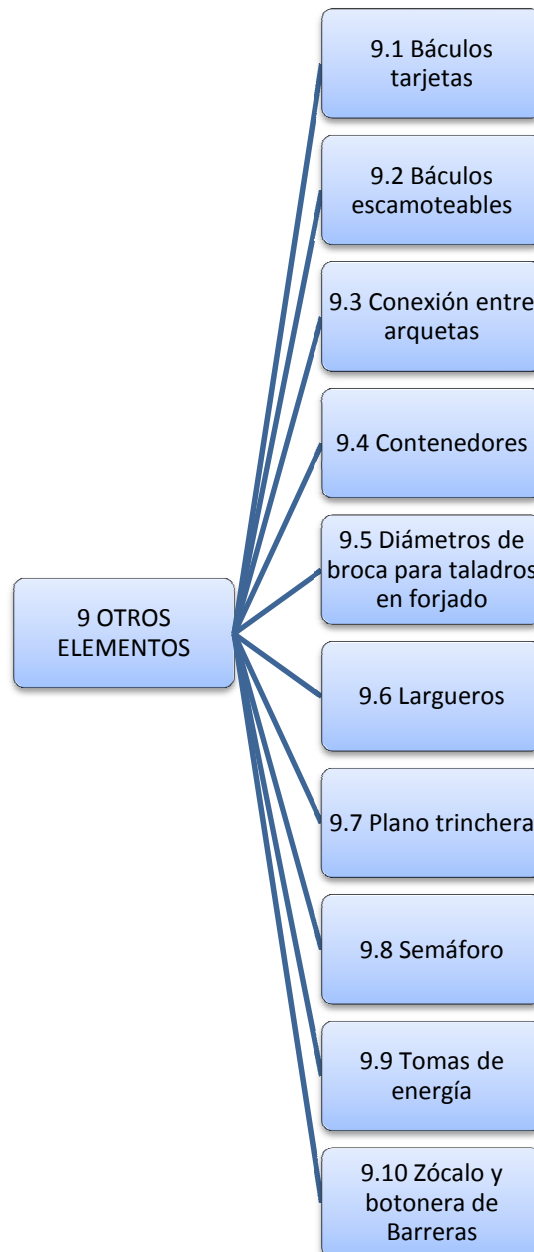 9.1 Báculos
tarjetas
9.2 Báculos
escamoteables
9.3 Conexión entre
arquetas
9.4 Contenedores
9.5 Diámetros de
broca para taladros
en forjado
9 OTROS
ELEMENTOS
9.6 Largueros
9.7 Plano trinchera
9.8 Semáforo
9.9 Tomas de
energía
9.10 Zócalo y
botonera de
Barreras